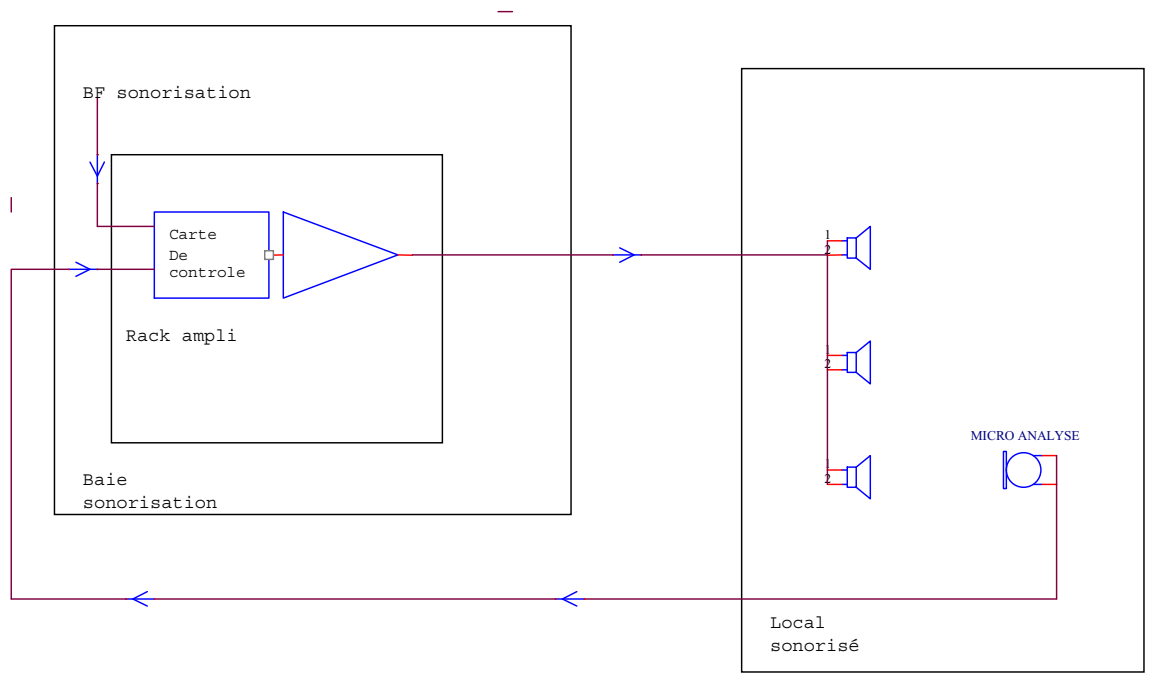 BF sonorisation
Carte
De
controle
Rack ampli
Baie
sonorisation
1
2
1
2
1
2
MICRO ANALYSE
Local
sonorisé